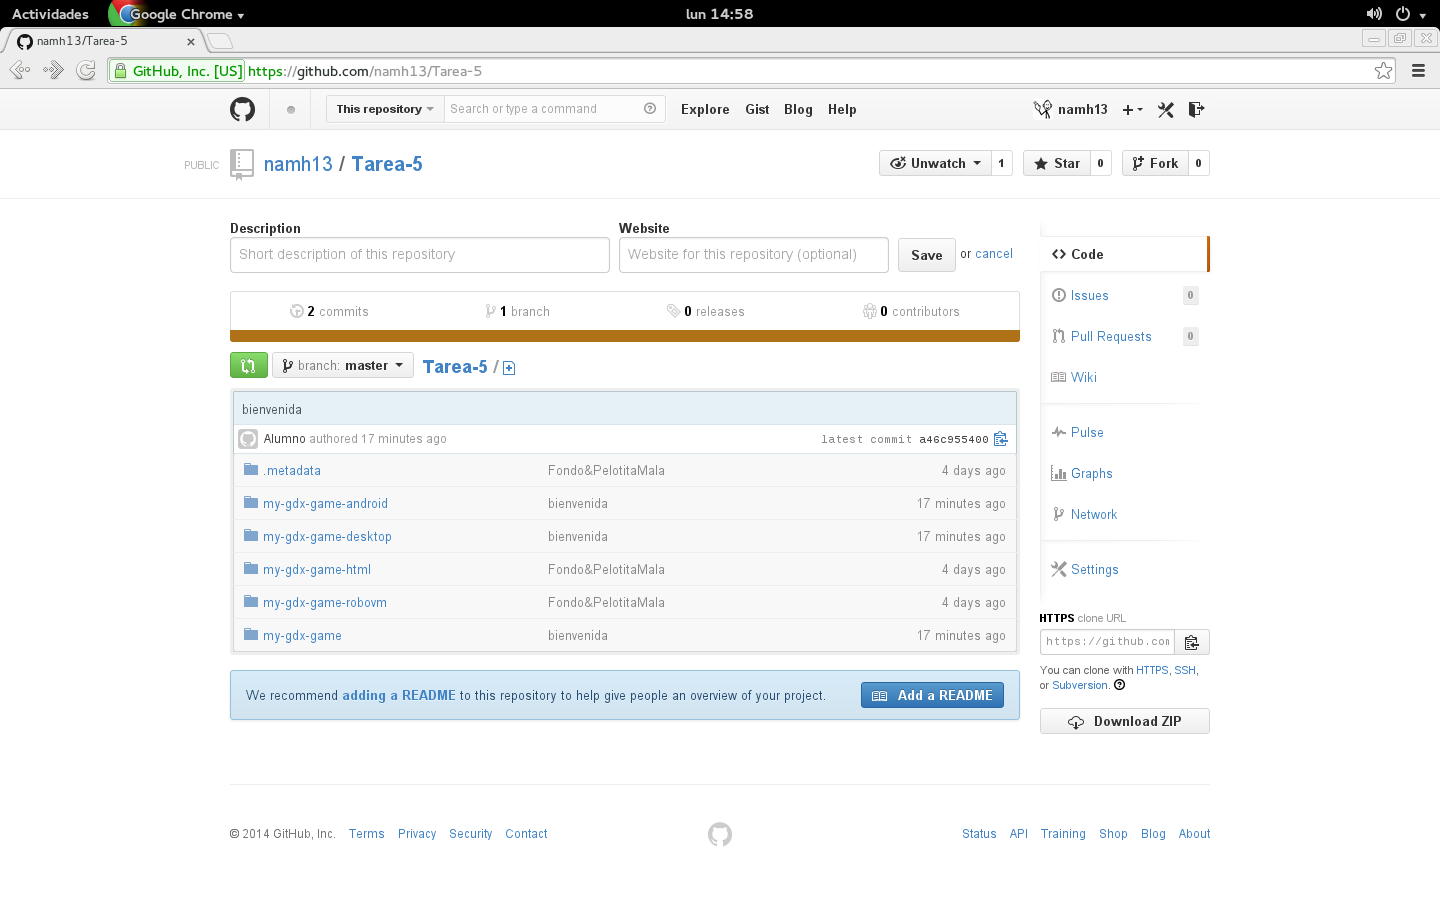 Actividades Google Chrome lun 14:58
namh13/Tarea-5
GitHub, Inc. [US] https://github.com/namh13/Tarea-5
This repository Search or type a command Explore Gist Blog Help namh13
PUBLIC namh13 / Tarea-5 Unwatch 1 Star 0 Fork 0
Description Website
Short description of this repository Website for this repository (optional) Save or cancel
Code
2 commits 1 branch 0 releases 0 contributors
Issues 0
Pull Requests 0
branch: master Tarea-5 /
Wiki
bienvenida
Alumno authored 17 minutes ago latest commit a46c955400
Pulse
.metadata Fondo&PelotitaMala 4 days ago
Graphs
my-gdx-game-android bienvenida 17 minutes ago
Network
my-gdx-game-desktop bienvenida 17 minutes ago
my-gdx-game-html Fondo&PelotitaMala 4 days ago
Settings
my-gdx-game-robovm Fondo&PelotitaMala 4 days ago
my-gdx-game bienvenida 17 minutes ago
HTTPS clone URL
https://github.com
You can clone with HTTPS, SSH,
or Subversion.
We recommend adding a README to this repository to help give people an overview of your project. Add a README
Download ZIP
© 2014 GitHub, Inc. Terms Privacy Security Contact Status API Training Shop Blog About